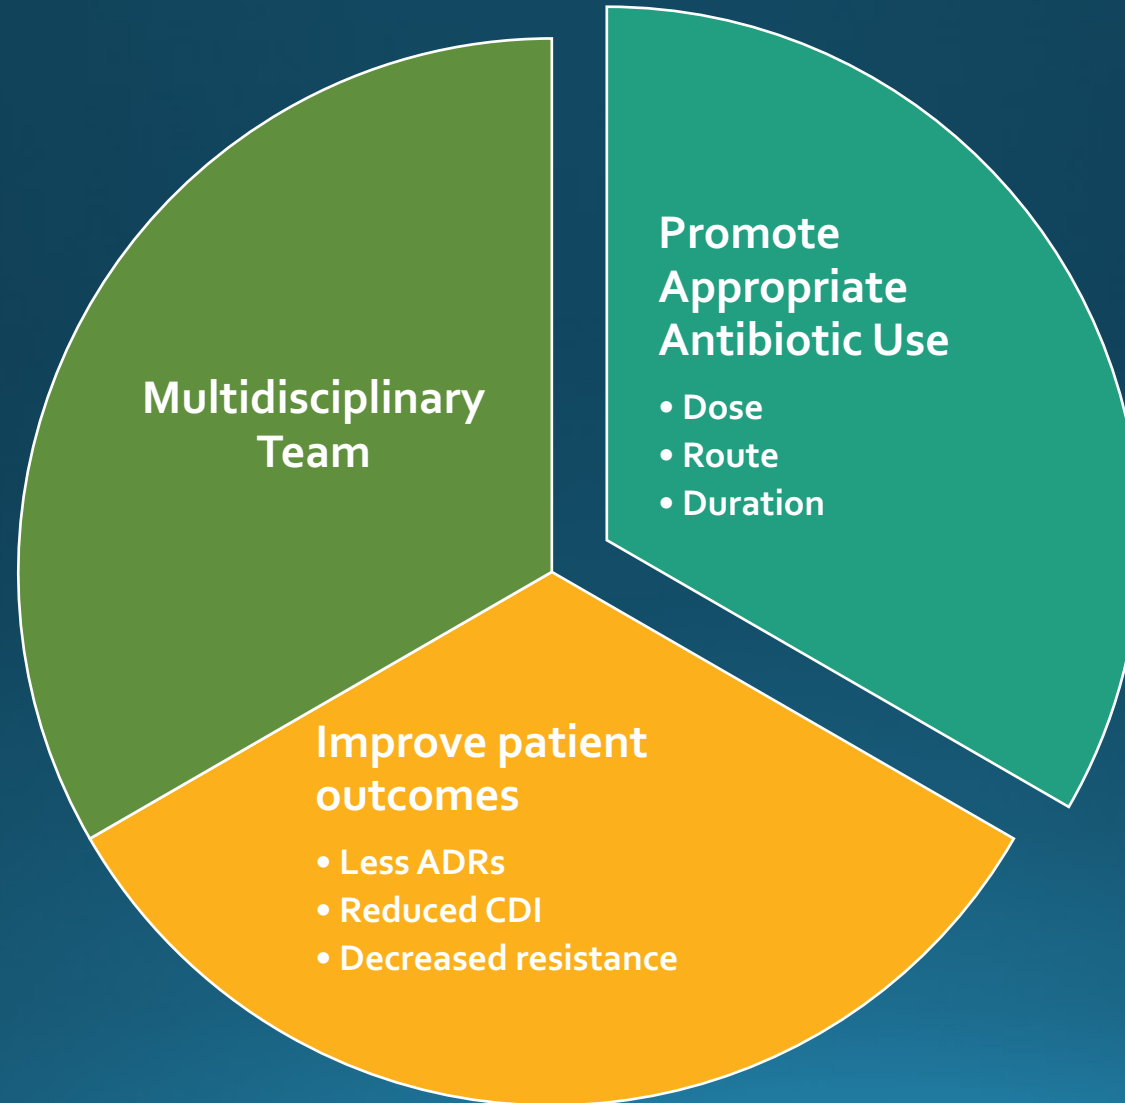 Multidisciplinary
Team
Promote
Appropriate
Antibiotic Use
• Dose
• Route
• Duration
Improve patient
outcomes
• Less ADRs
• Reduced CDI
• Decreased resistance